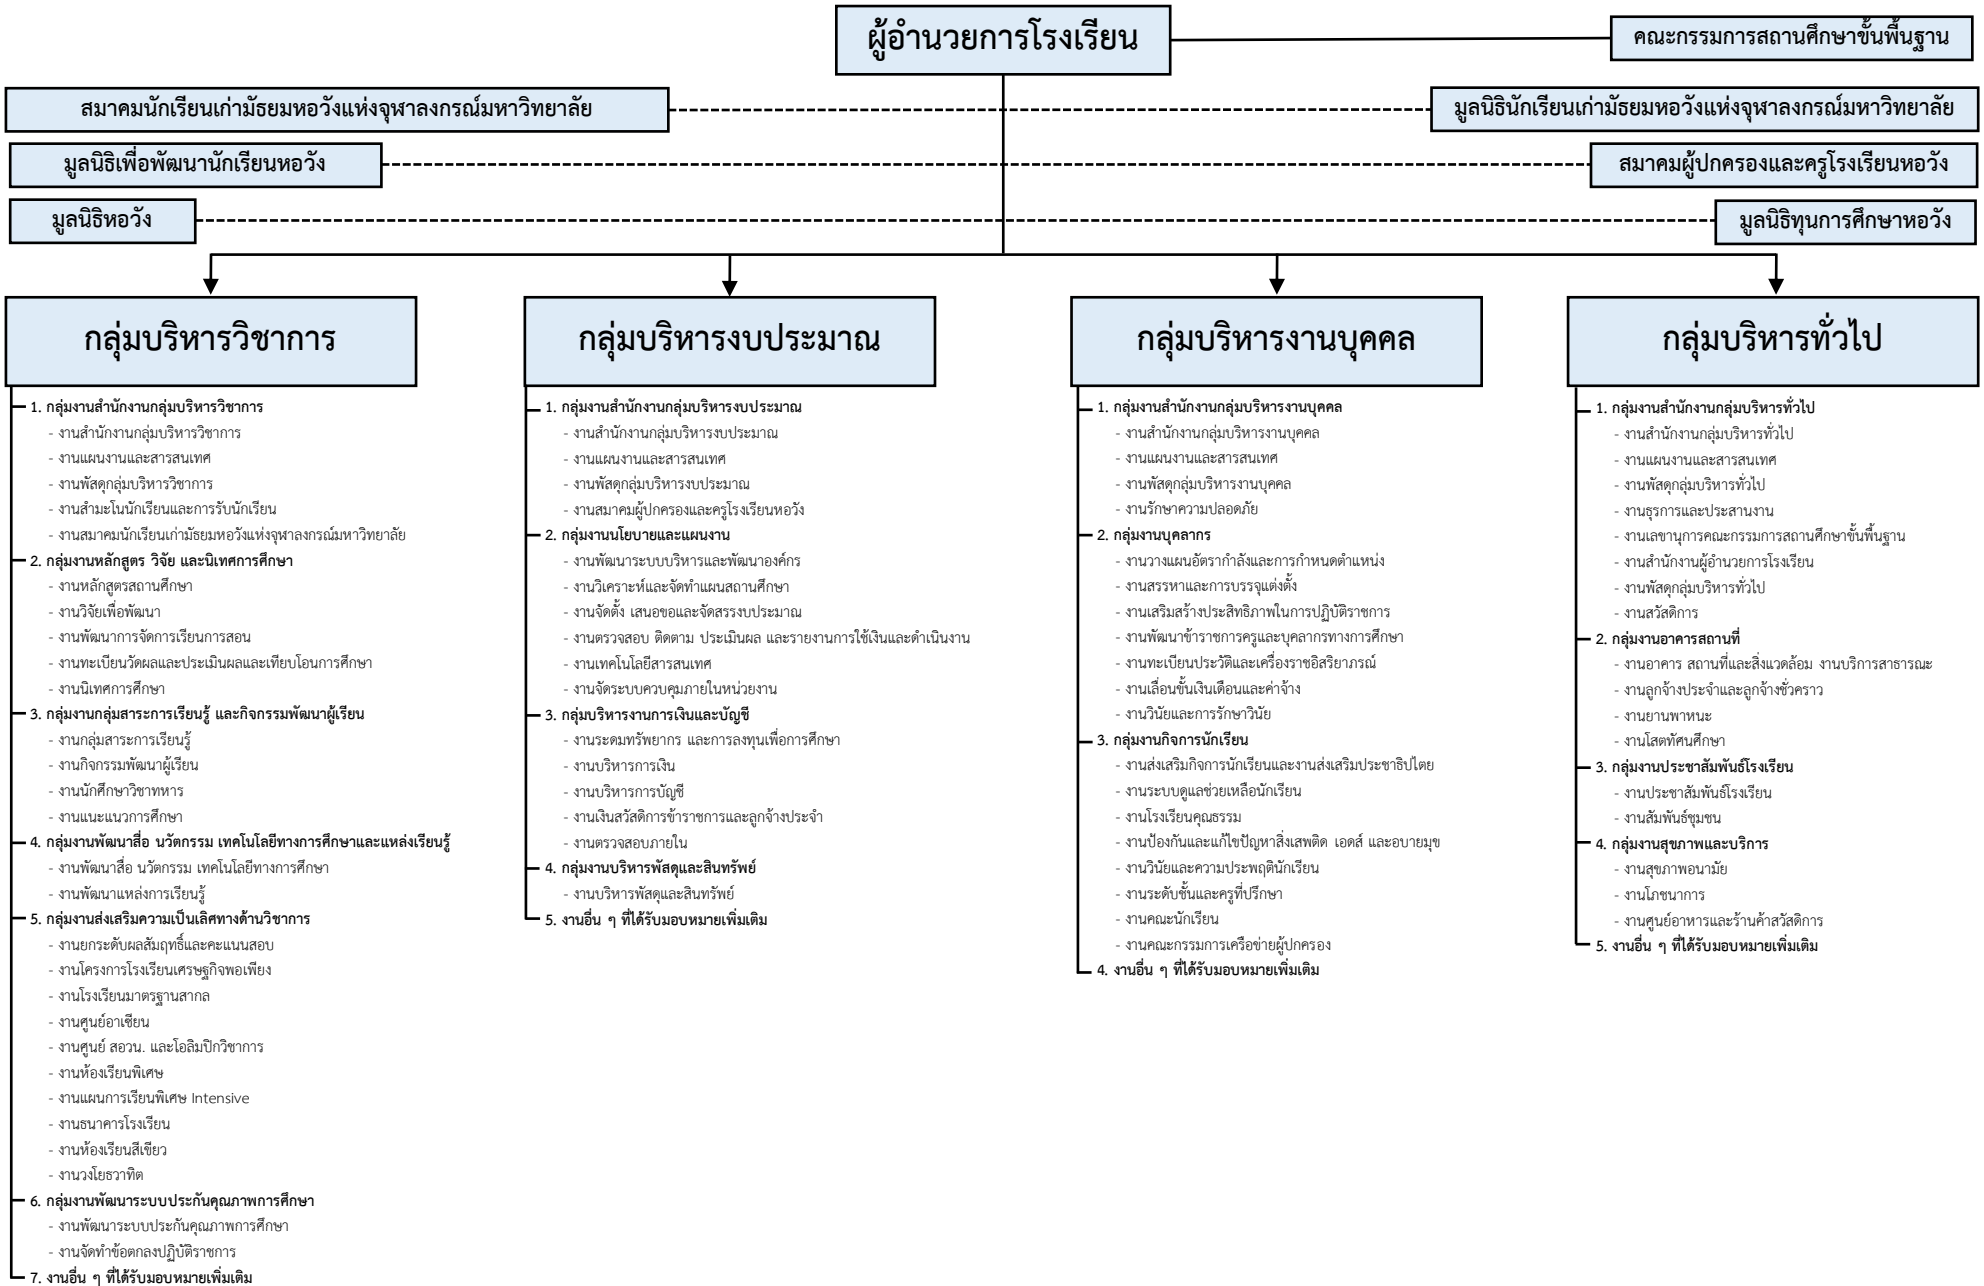 ผู้อำนวยการโรงเรียน
คณะกรรมการสถานศึกษาขั้นพื้นฐาน
สมาคมนักเรียนเก่ามัธยมหอวังแห่งจุฬาลงกรณ์มหาวิทยาลัย
มูลนิธินักเรียนเก่ามัธยมหอวังแห่งจุฬาลงกรณ์มหาวิทยาลัย
มูลนิธิเพื่อพัฒนานักเรียนหอวัง
สมาคมผู้ปกครองและครูโรงเรียนหอวัง
มูลนิธิหอวัง
มูลนิธิทุนการศึกษาหอวัง
กลุ่มบริหารวิชาการ
1. กลุ่มงานสำนักงานกลุ่มบริหารวิชาการ
- งานสำนักงานกลุ่มบริหารวิชาการ
- งานแผนงานและสารสนเทศ
- งานพัสดุกลุ่มบริหารวิชาการ
- งานสำมะโนนักเรียนและการรับนักเรียน
- งานสมาคมนักเรียนเก่ามัธยมหอวังแห่งจุฬาลงกรณ์มหาวิทยาลัย
2. กลุ่มงานหลักสูตร วิจัย และนิเทศการศึกษา
- งานหลักสูตรสถานศึกษา
- งานวิจัยเพื่อพัฒนา
- งานพัฒนาการจัดการเรียนการสอน
- งานทะเบียนวัดผลและประเมินผลและเทียบโอนการศึกษา
- งานนิเทศการศึกษา
3. กลุ่มงานกลุ่มสาระการเรียนรู้ และกิจกรรมพัฒนาผู้เรียน
- งานกลุ่มสาระการเรียนรู้
- งานกิจกรรมพัฒนาผู้เรียน
- งานนักศึกษาวิชาทหาร
- งานแนะแนวการศึกษา
4. กลุ่มงานพัฒนาสื่อ นวัตกรรม เทคโนโลยีทางการศึกษาและแหล่งเรียนรู้
- งานพัฒนาสื่อ นวัตกรรม เทคโนโลยีทางการศึกษา
- งานพัฒนาแหล่งการเรียนรู้
5. กลุ่มงานส่งเสริมความเป็นเลิศทางด้านวิชาการ
- งานยกระดับผลสัมฤทธิ์และคะแนนสอบ
- งานโครงการโรงเรียนเศรษฐกิจพอเพียง
- งานโรงเรียนมาตรฐานสากล
- งานศูนย์อาเซียน
- งานศูนย์ สอวน. และโอลิมปิกวิชาการ
- งานห้องเรียนพิเศษ
- งานแผนการเรียนพิเศษ Intensive
- งานธนาคารโรงเรียน
- งานห้องเรียนสีเขียว
- งานวงโยธวาทิต
6. กลุ่มงานพัฒนาระบบประกันคุณภาพการศึกษา
- งานพัฒนาระบบประกันคุณภาพการศึกษา
- งานจัดทำข้อตกลงปฏิบัติราชการ
7. งานอื่น ๆ ที่ได้รับมอบหมายเพิ่มเติม
กลุ่มบริหารงบประมาณ
1. กลุ่มงานสำนักงานกลุ่มบริหารงบประมาณ
- งานสำนักงานกลุ่มบริหารงบประมาณ
- งานแผนงานและสารสนเทศ
- งานพัสดุกลุ่มบริหารงบประมาณ
- งานสมาคมผู้ปกครองและครูโรงเรียนหอวัง
2. กลุ่มงานนโยบายและแผนงาน
- งานพัฒนาระบบบริหารและพัฒนาองค์กร
- งานวิเคราะห์และจัดทำแผนสถานศึกษา
- งานจัดตั้ง เสนอขอและจัดสรรงบประมาณ
- งานตรวจสอบ ติดตาม ประเมินผล และรายงานการใช้เงินและดำเนินงาน
- งานเทคโนโลยีสารสนเทศ
- งานจัดระบบควบคุมภายในหน่วยงาน
3. กลุ่มบริหารงานการเงินและบัญชี
- งานระดมทรัพยากร และการลงทุนเพื่อการศึกษา
- งานบริหารการเงิน
- งานบริหารการบัญชี
- งานเงินสวัสดิการข้าราชการและลูกจ้างประจำ
- งานตรวจสอบภายใน
4. กลุ่มงานบริหารพัสดุและสินทรัพย์
- งานบริหารพัสดุและสินทรัพย์
5. งานอื่น ๆ ที่ได้รับมอบหมายเพิ่มเติม
กลุ่มบริหารงานบุคคล
1. กลุ่มงานสำนักงานกลุ่มบริหารงานบุคคล
- งานสำนักงานกลุ่มบริหารงานบุคคล
- งานแผนงานและสารสนเทศ
- งานพัสดุกลุ่มบริหารงานบุคคล
- งานรักษาความปลอดภัย
2. กลุ่มงานบุคลากร
- งานวางแผนอัตรากำลังและการกำหนดตำแหน่ง
- งานสรรหาและการบรรจุแต่งตั้ง
- งานเสริมสร้างประสิทธิภาพในการปฏิบัติราชการ
- งานพัฒนาข้าราชการครูและบุคลากรทางการศึกษา
- งานทะเบียนประวัติและเครื่องราชอิสริยาภรณ์
- งานเลื่อนขั้นเงินเดือนและค่าจ้าง
- งานวินัยและการรักษาวินัย
3. กลุ่มงานกิจการนักเรียน
- งานส่งเสริมกิจการนักเรียนและงานส่งเสริมประชาธิปไตย
- งานระบบดูแลช่วยเหลือนักเรียน
- งานโรงเรียนคุณธรรม
- งานป้องกันและแก้ไขปัญหาสิ่งเสพติด เอดส์ และอบายมุข
- งานวินัยและความประพฤตินักเรียน
- งานระดับชั้นและครูที่ปรึกษา
- งานคณะนักเรียน
- งานคณะกรรมการเครือข่ายผู้ปกครอง
4. งานอื่น ๆ ที่ได้รับมอบหมายเพิ่มเติม
กลุ่มบริหารทั่วไป
1. กลุ่มงานสำนักงานกลุ่มบริหารทั่วไป
- งานสำนักงานกลุ่มบริหารทั่วไป
- งานแผนงานและสารสนเทศ
- งานพัสดุกลุ่มบริหารทั่วไป
- งานธุรการและประสานงาน
- งานเลขานุการคณะกรรมการสถานศึกษาขั้นพื้นฐาน
- งานสำนักงานผู้อำนวยการโรงเรียน
- งานพัสดุกลุ่มบริหารทั่วไป
- งานสวัสดิการ
2. กลุ่มงานอาคารสถานที่
- งานอาคาร สถานที่และสิ่งแวดล้อม งานบริการสาธารณะ
- งานลูกจ้างประจำและลูกจ้างชั่วคราว
- งานยานพาหนะ
- งานโสตทัศนศึกษา
3. กลุ่มงานประชาสัมพันธ์โรงเรียน
- งานประชาสัมพันธ์โรงเรียน
- งานสัมพันธ์ชุมชน
4. กลุ่มงานสุขภาพและบริการ
- งานสุขภาพอนามัย
- งานโภชนาการ
- งานศูนย์อาหารและร้านค้าสวัสดิการ
5. งานอื่น ๆ ที่ได้รับมอบหมายเพิ่มเติม